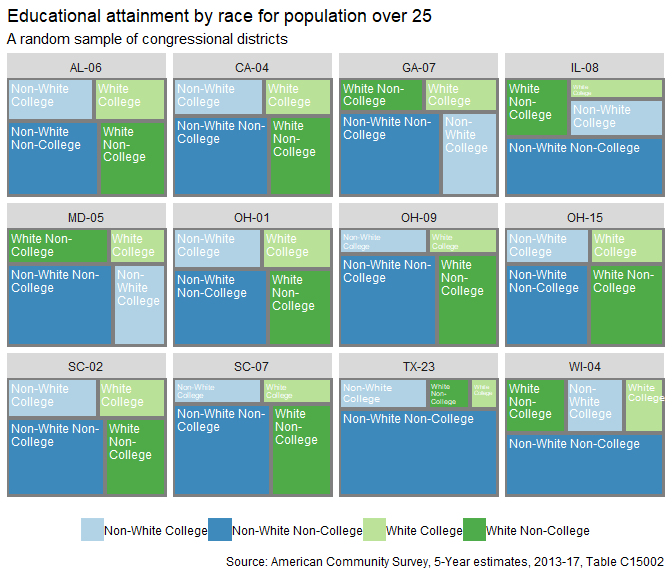 Educational attainment by race for population over 25
A random sample of congressional districts
AL-06
CA-04
GA-07
IL-08
Non-White
College
White
College
Non-White
Non-College
White
Non-
College
Non-White
College
White
College
Non-White Non-
College
White
Non-
College
White Non-
College
White
College
Non-White Non-
College
Non-
White
College
White
Non-
College
White
College
Non-White
College
Non-White Non-College
MD-05
OH-01
OH-09
OH-15
White Non-
College
White
College
Non-White Non-
College
Non-
White
College
Non-White
College
White
College
Non-White
Non-College
White
Non-
College
Non-White
College
White
College
Non-White Non-
College
White
Non-
College
Non-White
College
White
College
Non-White
Non-College
White Non-
College
SC-02
SC-07
TX-23
WI-04
Non-White
College
White
College
Non-White Non-
College
White
Non-
College
Non-White
College
White
College
Non-White Non-
College
White
Non-
College
Non-White
College
White
Non-
College
White
College
Non-White Non-College
White
Non-
College
Non-
White
College
White
College
Non-White Non-College
Non-White College
Non-White Non-College
White College
White Non-College
Source: American Community Survey, 5-Year estimates, 2013-17, Table C15002